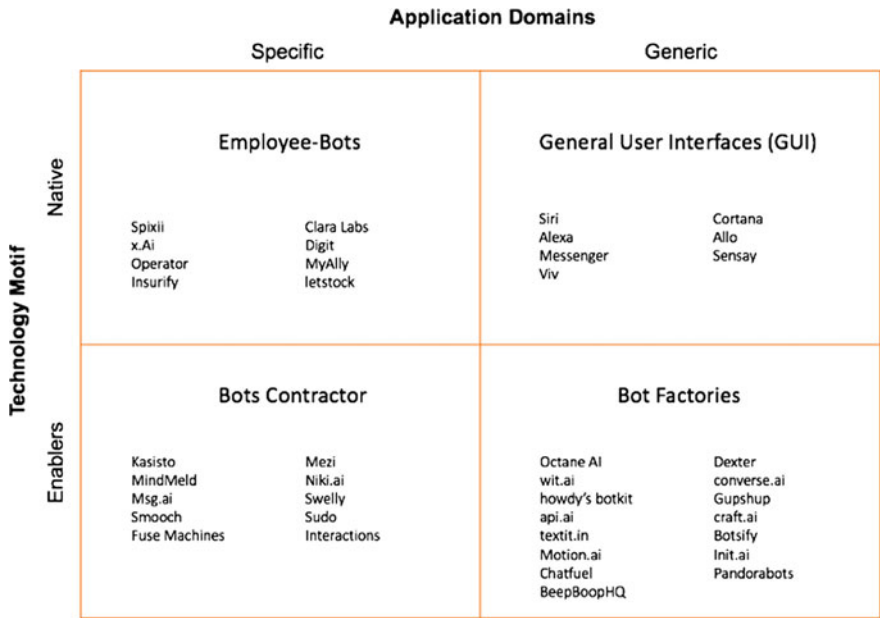 Application Domains
Specific
Generic
Technology Motif
Native
Enablers
Employee-Bots
Spixii
x.Ai
Operator
Insurify
Clara Labs
Digit
MyAlly
letstock
General User Interfaces (GUI)
Siri
Alexa
Messenger
Viv
Cortana
Allo
Sensay
Bots Contractor
Kasisto
MindMeld
Msg.ai
Smooch
Fuse Machines
Mezi
Niki.ai
Swelly
Sudo
Interactions
Bot Factories
Octane AI
wit.ai
howdy's botkit
api.ai
textit.in
Motion.ai
Chatfuel
BeepBoopHQ
Dexter
converse.ai
Gupshup
craft.ai
Botsify
Init.ai
Pandorabots